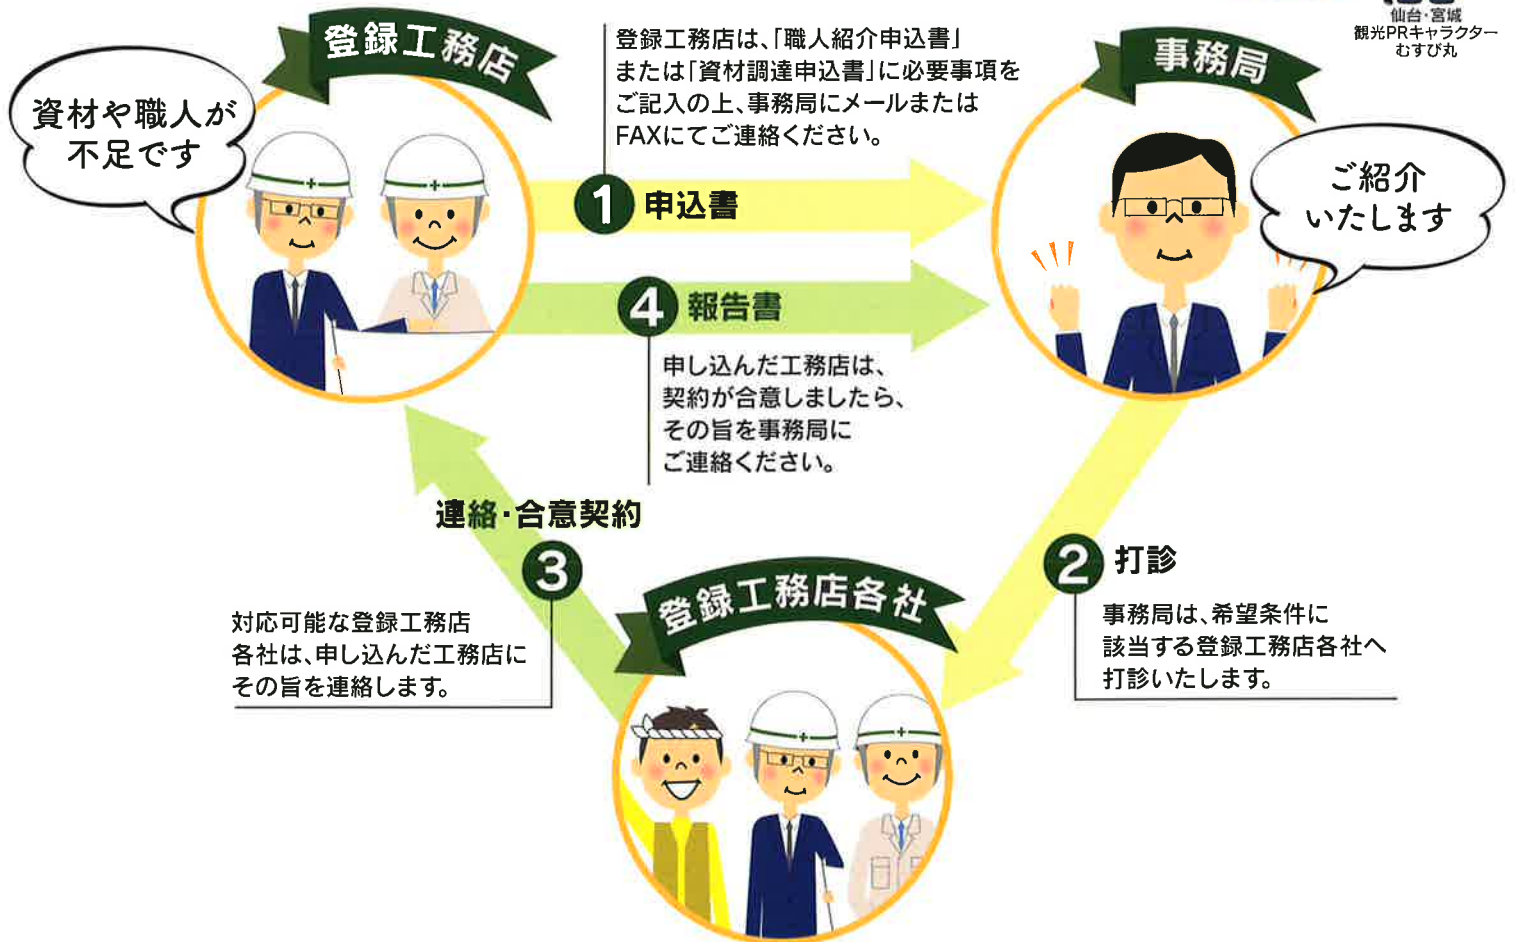 仙台・宮城
観光PRキャラクター
むすび丸
登録工務店
資材や職人が
不足です
登録工務店は、「職人紹介申込書」
または「資材調達申込書」に必要事項を
ご記入の上、事務局にメールまたは
FAXにてご連絡ください。
事務局
ご紹介
いたします
1 申込書
4 報告書
申し込んだ工務店は、
契約が合意しましたら、
その旨を事務局に
ご連絡ください。
連絡・合意契約
3
対応可能な登録工務店
各社は、申し込んだ工務店に
その旨を連絡します。
登録工務店各社
2 打診
事務局は、希望条件に
該当する登録工務店各社へ
打診いたします。